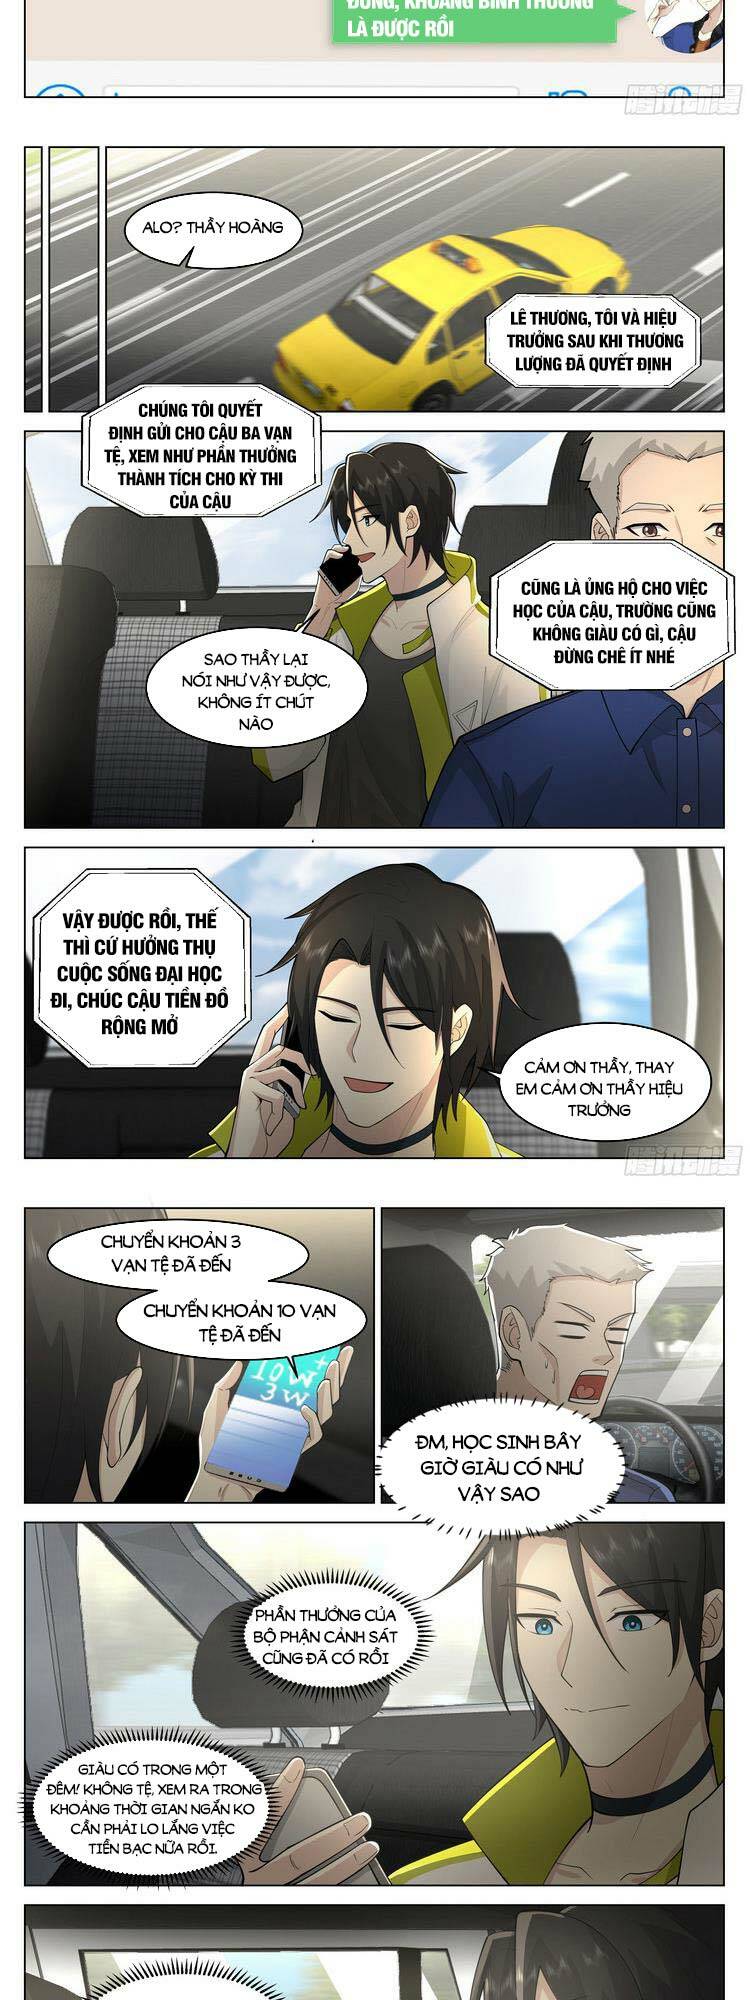 ĐÚNG, KHOẢNG BÌNH THƯỜNG
LÀ ĐƯỢC RỒI
ALO? THẦY HOÀNG
LÊ THƯƠNG, TÔI VÀ HIỆU
TRƯỞNG SAU KHI THƯƠNG
LƯỢNG ĐÃ QUYẾT ĐỊNH
CHÚNG TÔI QUYẾT
ĐỊNH GỬI CHO CẬU BA VẠN
TỆ, XEM NHƯ PHẦN THƯỞNG
THÀNH TÍCH CHO KỲ THI
CỦA CẬU
CŨNG LÀ ỦNG HỘ CHO VIỆC
HỌC CỦA CẬU, TRƯỜNG CŨNG
KHÔNG GIÀU CÓ GÌ, CẬU
ĐỪNG CHÊ ÍT NHÉ
SAO THẦY LẠI
NÓI NHƯ VẬY ĐƯỢC,
KHÔNG ÍT CHÚT
NÀO
VẬY ĐƯỢC RỒI, THẾ
THÌ CỨ HƯỞNG THỤ
CUỘC SỐNG ĐẠI HỌC
ĐI, CHÚC CẬU TIỀN ĐỒ
RỘNG MỞ
CẢM ƠN THẦY, THAY
EM CẢM ƠN THẦY HIỆU
TRƯỞNG
CHUYỂN KHOẢN 3
VẠN TỆ ĐÃ ĐẾN
CHUYỂN KHOẢN 10 VẠN
TỆ ĐÃ ĐẾN
+
10W
3W
ĐM, HỌC SINH BÂY
GIỜ GIÀU CÓ NHƯ
VẬY SAO
PHẦN THƯỞNG CỦA
BỘ PHẬN CẢNH SÁT
CŨNG ĐÃ CÓ RỒI
GIÀU CÓ TRONG MỘT
ĐÊM! KHÔNG TỆ, XEM RA TRONG
KHOẢNG THỜI GIAN NGẮN KO
CẦN PHẢI LO LẮNG VIỆC
TIỀN BẠC NỮA RỒI.